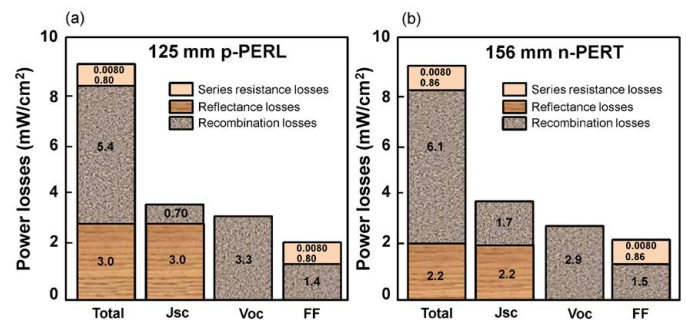 (a)
125 mm p-PERL
Power losses (mW/cm²)
10
8
6
4
2
0
Series resistance losses
Reflectance losses
Recombination losses
0.0080
0.80
5.4
3.0
0.70
3.0
3.3
0.0080
0.80
1.4
Total
Jsc
Voc
FF
(b)
156 mm n-PERT
Power losses (mW/cm²)
10
8
6
4
2
0
Series resistance losses
Reflectance losses
Recombination losses
0.0080
0.86
6.1
2.2
1.7
2.2
2.9
0.0080
0.86
1.5
Total
Jsc
Voc
FF